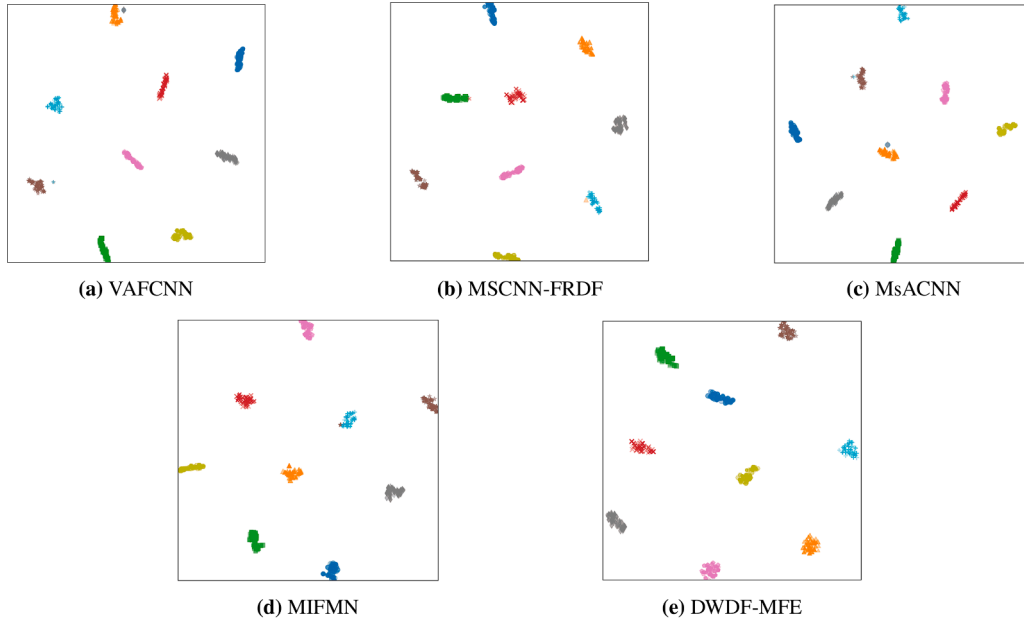 (a) VAFCNN
(b) MSCNN-FRDF
(c) MsACNN
(d) MIFMN
(e) DWDF-MFE